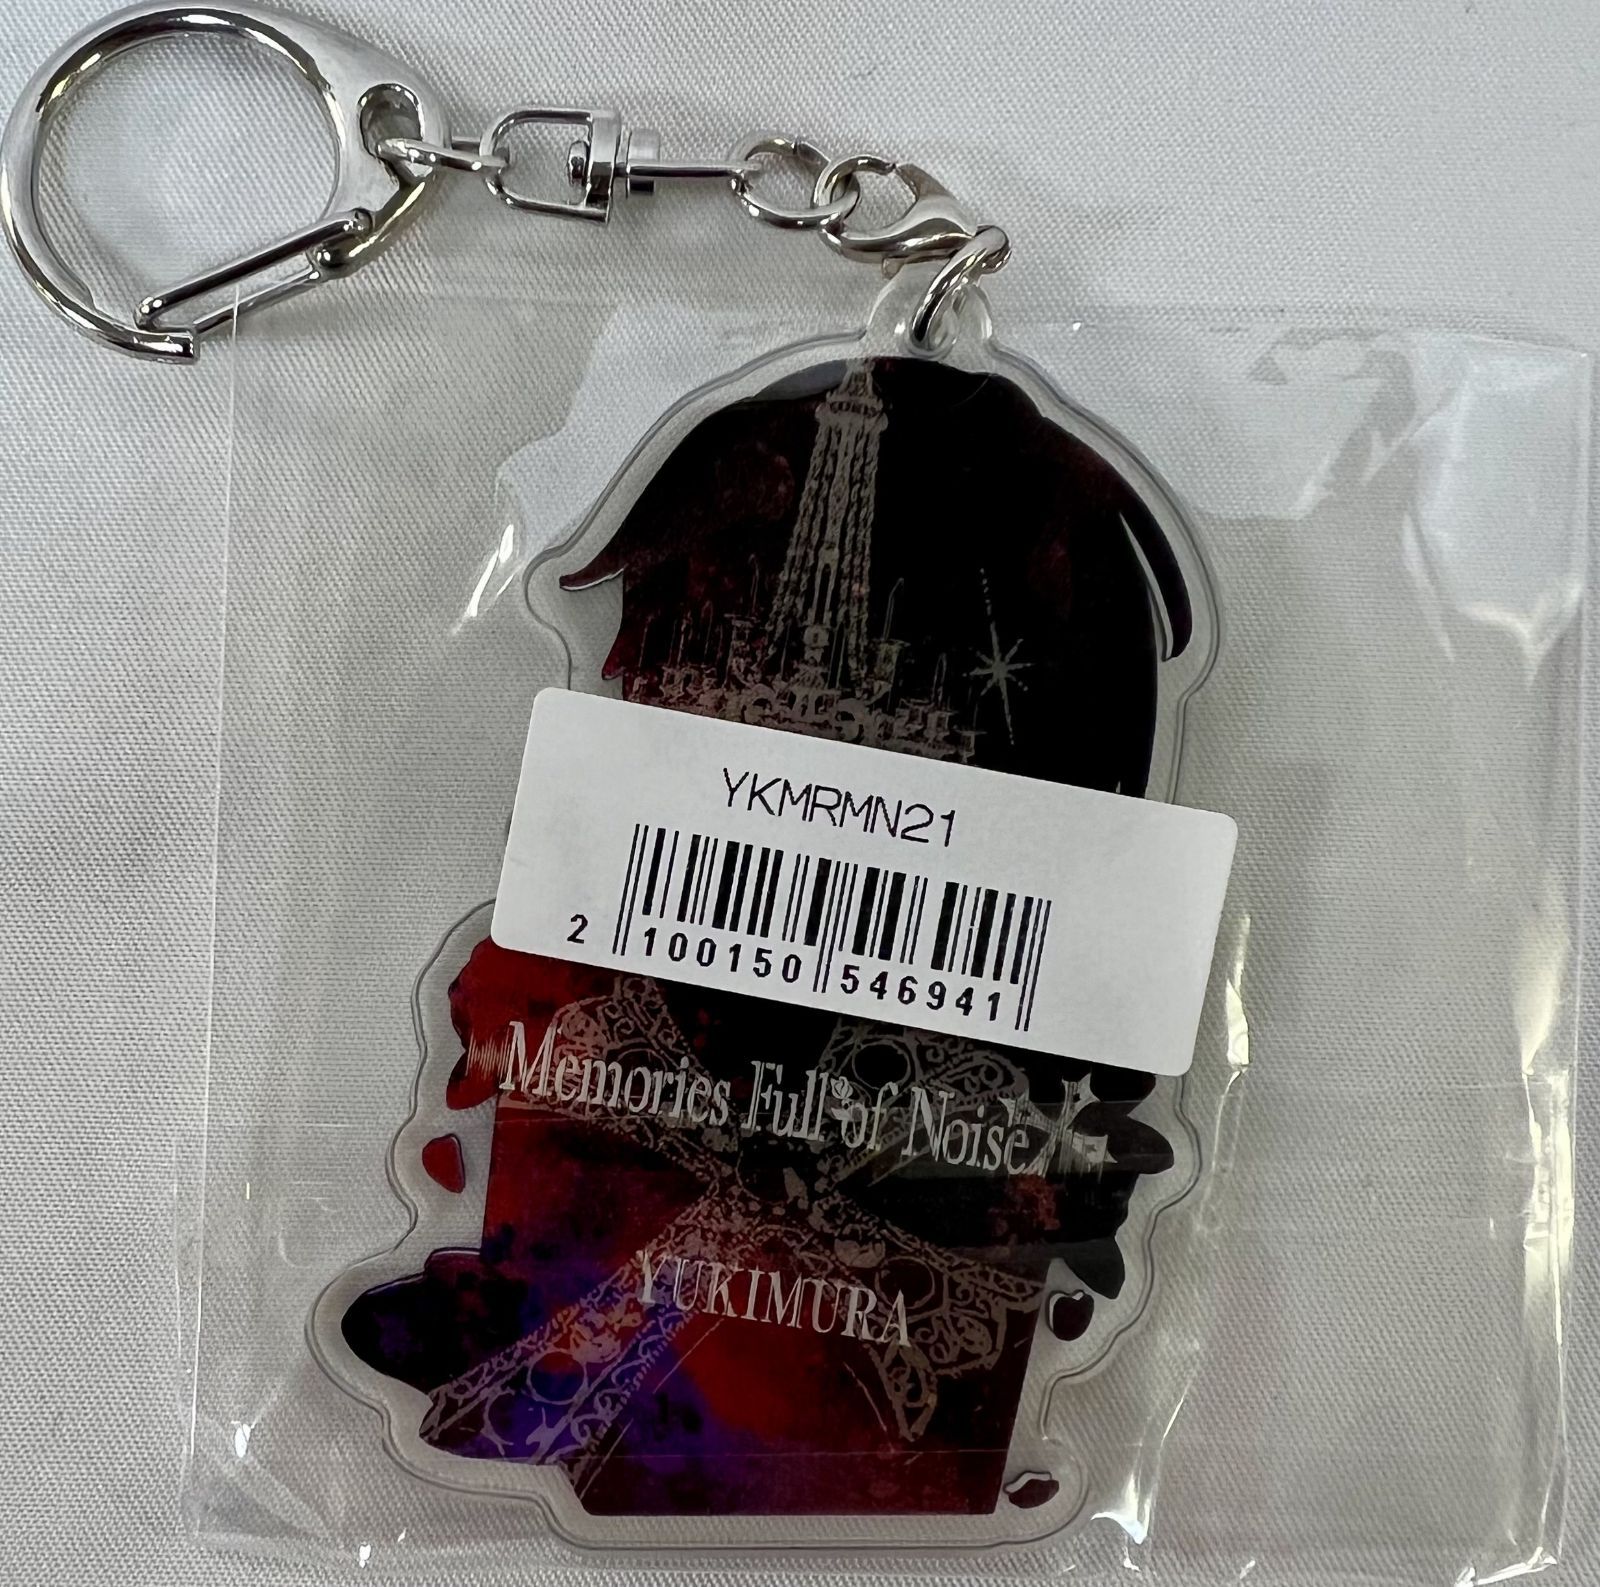 YKMRMN21
2 100150 546941
Memories Full of Noise
YUKIMURA